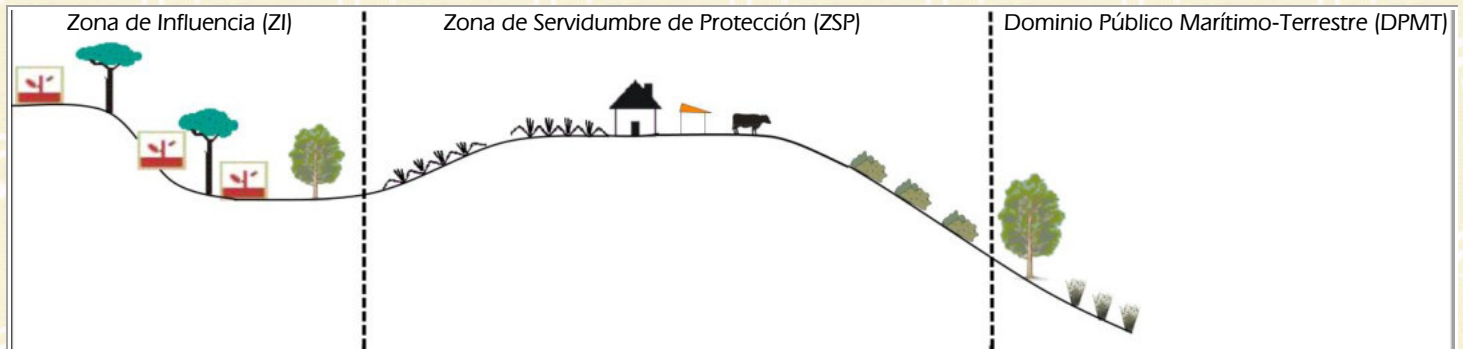 Zona de Influencia (ZI)
Zona de Servidumbre de Protección (ZSP)
Dominio Público Marítimo-Terrestre (DPMT)